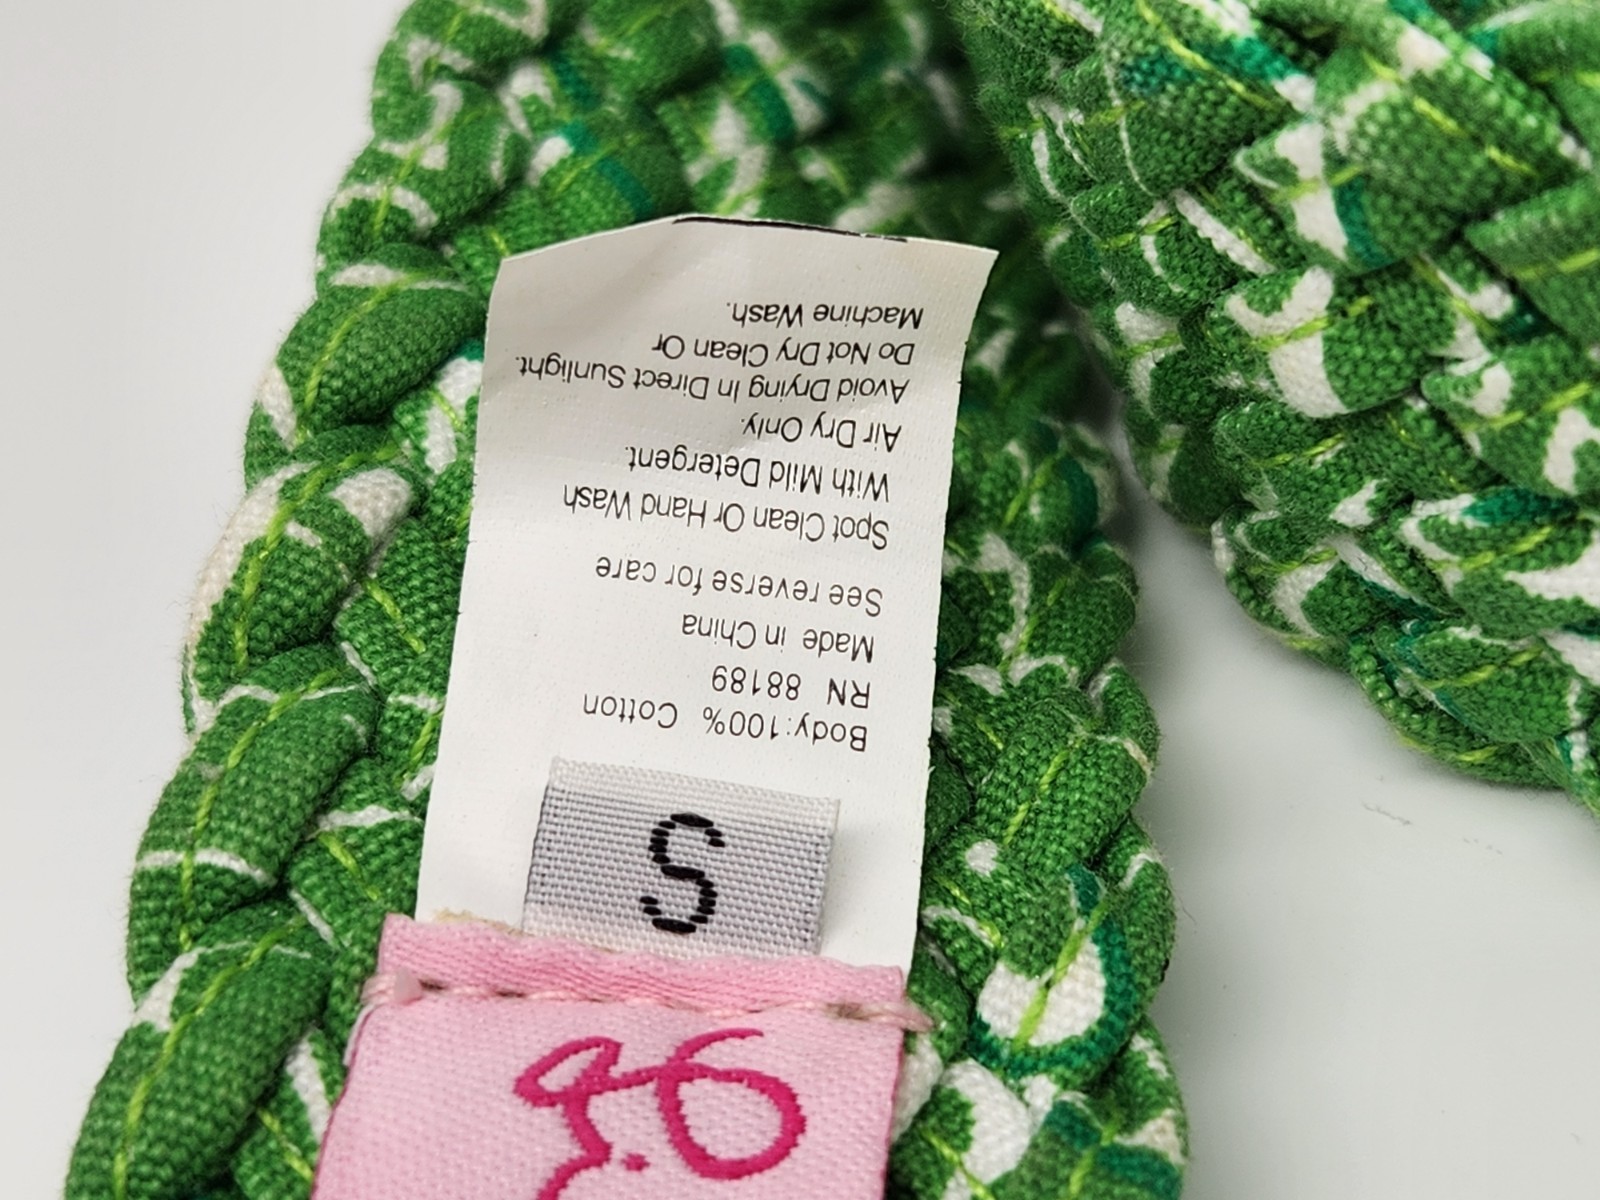 S
Body:100% Cotton
RN 88189
Made in China
See reverse for care
Spot Clean Or Hand Wash
With Mild Detergent.
Air Dry Only.
Avoid Drying In Direct Sunlight.
Do Not Dry Clean Or
Machine Wash.